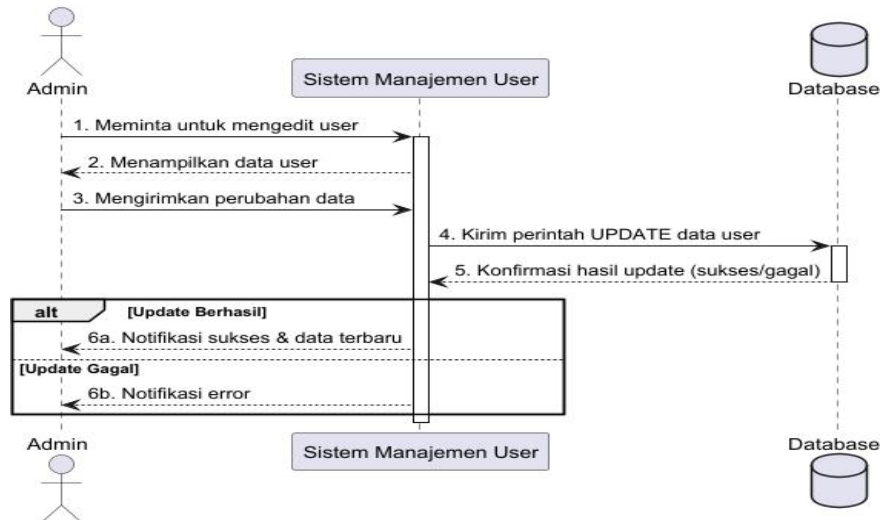 Admin
Sistem Manajemen User
Database
1. Meminta untuk mengedit user
2. Menampilkan data user
3. Mengirimkan perubahan data
4. Kirim perintah UPDATE data user
5. Konfirmasi hasil update (sukses/gagal)
alt [Update Berhasil]
6a. Notifikasi sukses & data terbaru
[Update Gagal]
6b. Notifikasi error
Admin
Sistem Manajemen User
Database